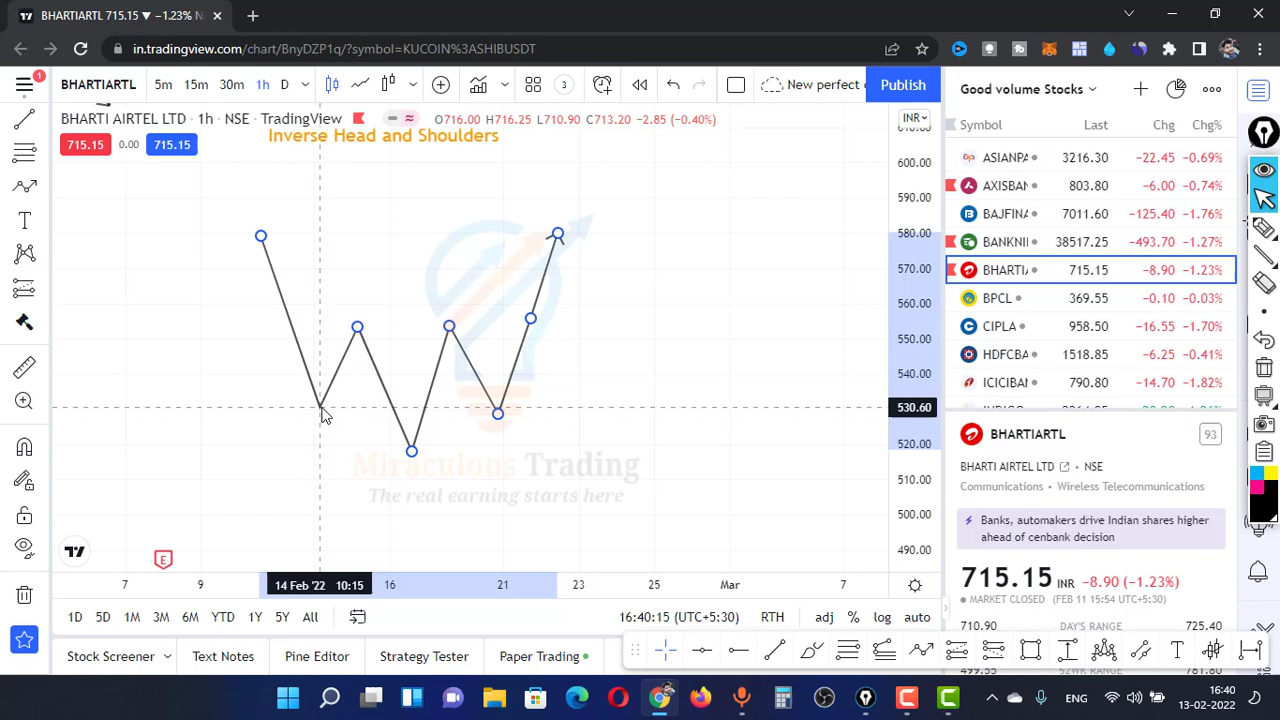 BHARTIARTL 715.15 ▼ −1.23% N
in.tradingview.com/chart/BnyDZP1q/?symbol=KUCOIN%3ASHIBUSDT
1
BHARTIARTL 5m 15m 30m 1h D 3 New perfect Publish
BHARTI AIRTEL LTD · 1h · NSE · TradingView O716.00 H716.25 L710.90 C713.20 −2.85 (−0.40%) INR
Inverse Head and Shoulders
715.15 0.00 715.15
600.00
590.00
580.00
570.00
560.00
550.00
540.00
530.60
520.00
510.00
500.00
490.00
Miraculous Trading
The real earning starts here
E
7 9 14 Feb '22 10:15 16 21 23 25 Mar 7
1D 5D 1M 3M 6M YTD 1Y 5Y All 16:40:15 (UTC+5:30) RTH adj % log auto
Stock Screener Text Notes Pine Editor Strategy Tester Paper Trading
Good volume Stocks
Symbol Last Chg Chg%
ASIANPA 3216.30 −22.45 −0.69%
AXISBAN 803.80 −6.00 −0.74%
BAJFINA 7011.60 −125.40 −1.76%
BANKNII 38517.25 −493.70 −1.27%
BHARTIA 715.15 −8.90 −1.23%
BPCL 369.55 −0.10 −0.03%
CIPLA 958.50 −16.55 −1.70%
HDFCBA 1518.85 −6.25 −0.41%
ICICIBAN 790.80 −14.70 −1.82%
BHARTIARTL 93
BHARTI AIRTEL LTD • NSE
Communications • Wireless Telecommunications
Banks, automakers drive Indian shares higher
ahead of cenbank decision
715.15 INR −8.90 (−1.23%)
MARKET CLOSED (FEB 11 15:54 UTC+5:30)
710.90 DAY'S RANGE 725.40
ENG 16:40
13-02-2022